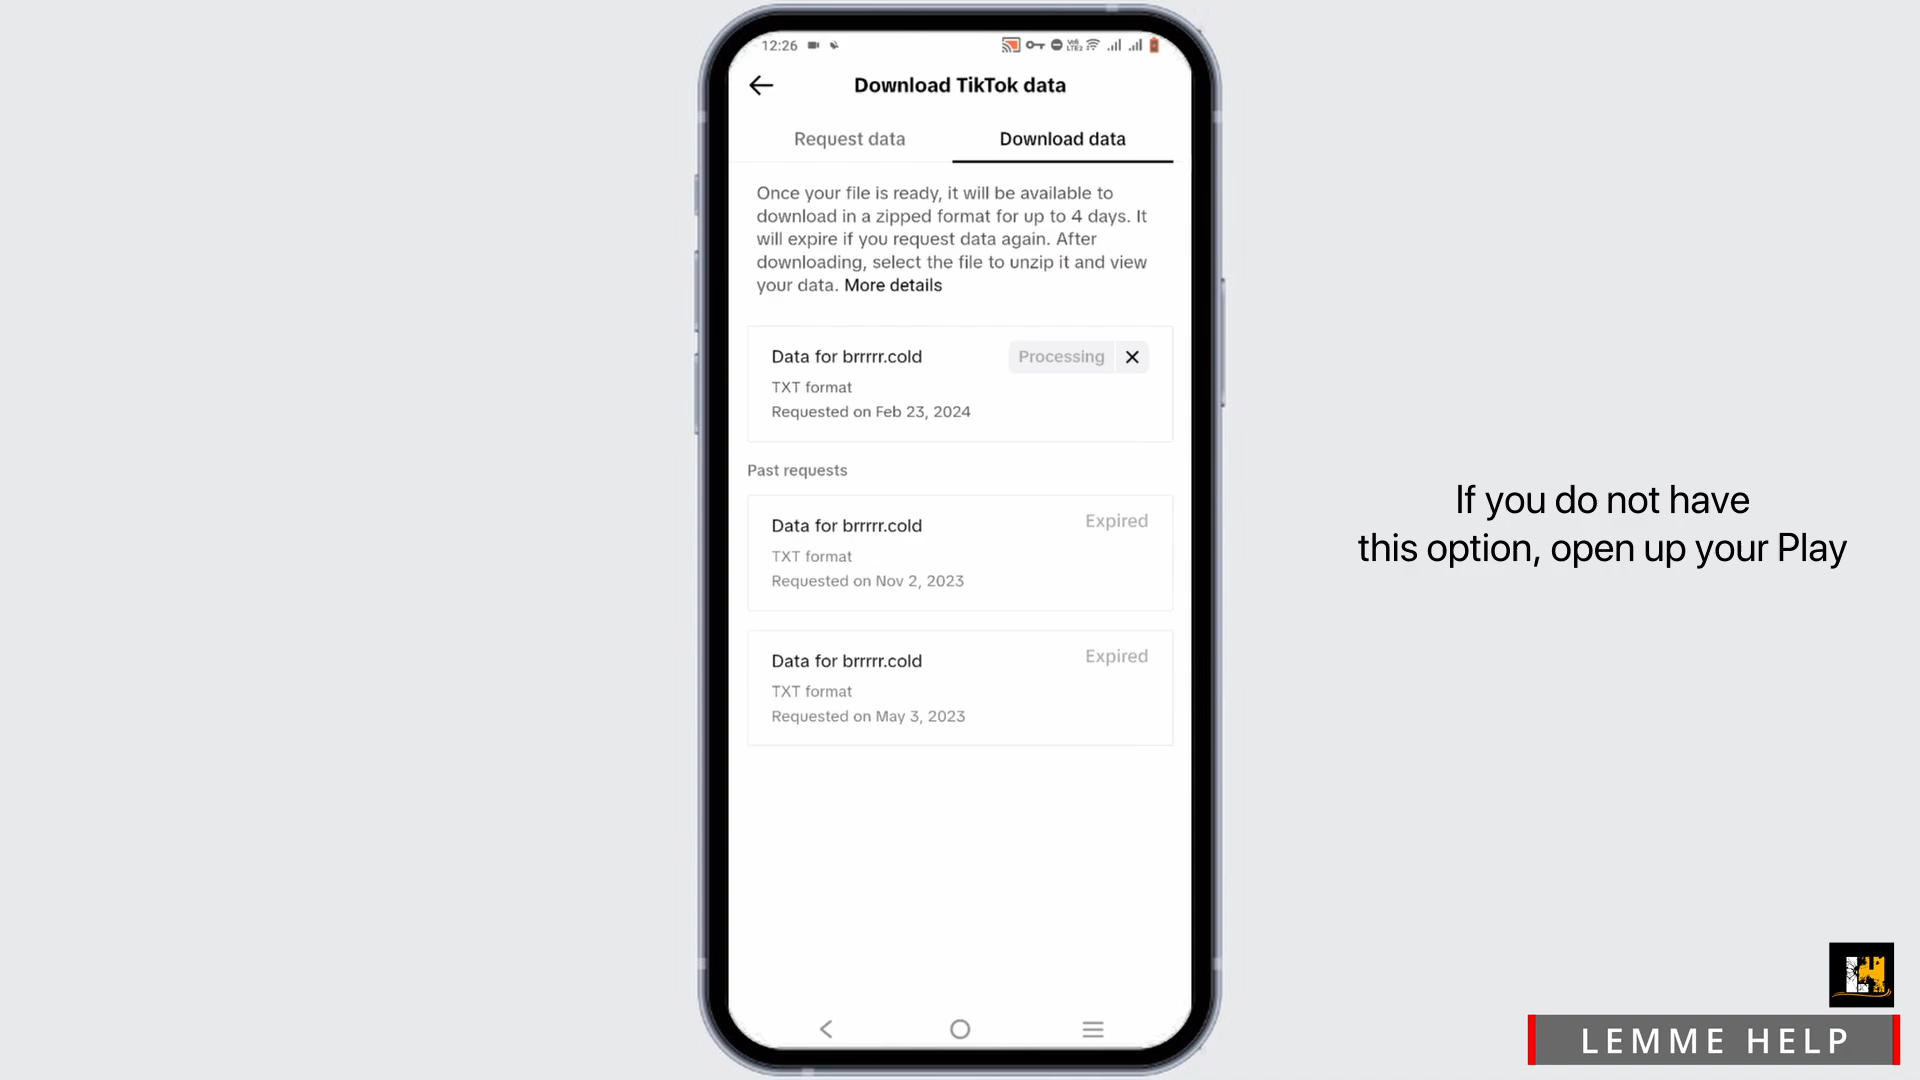 12:26
Download TikTok data
Request data
Download data
Once your file is ready, it will be available to
download in a zipped format for up to 4 days. It
will expire if you request data again. After
downloading, select the file to unzip it and view
your data. More details
Data for brrrrr.cold
Processing
TXT format
Requested on Feb 23, 2024
Past requests
Data for brrrrr.cold
Expired
TXT format
Requested on Nov 2, 2023
Data for brrrrr.cold
Expired
TXT format
Requested on May 3, 2023
If you do not have
this option, open up your Play
LEMME HELP